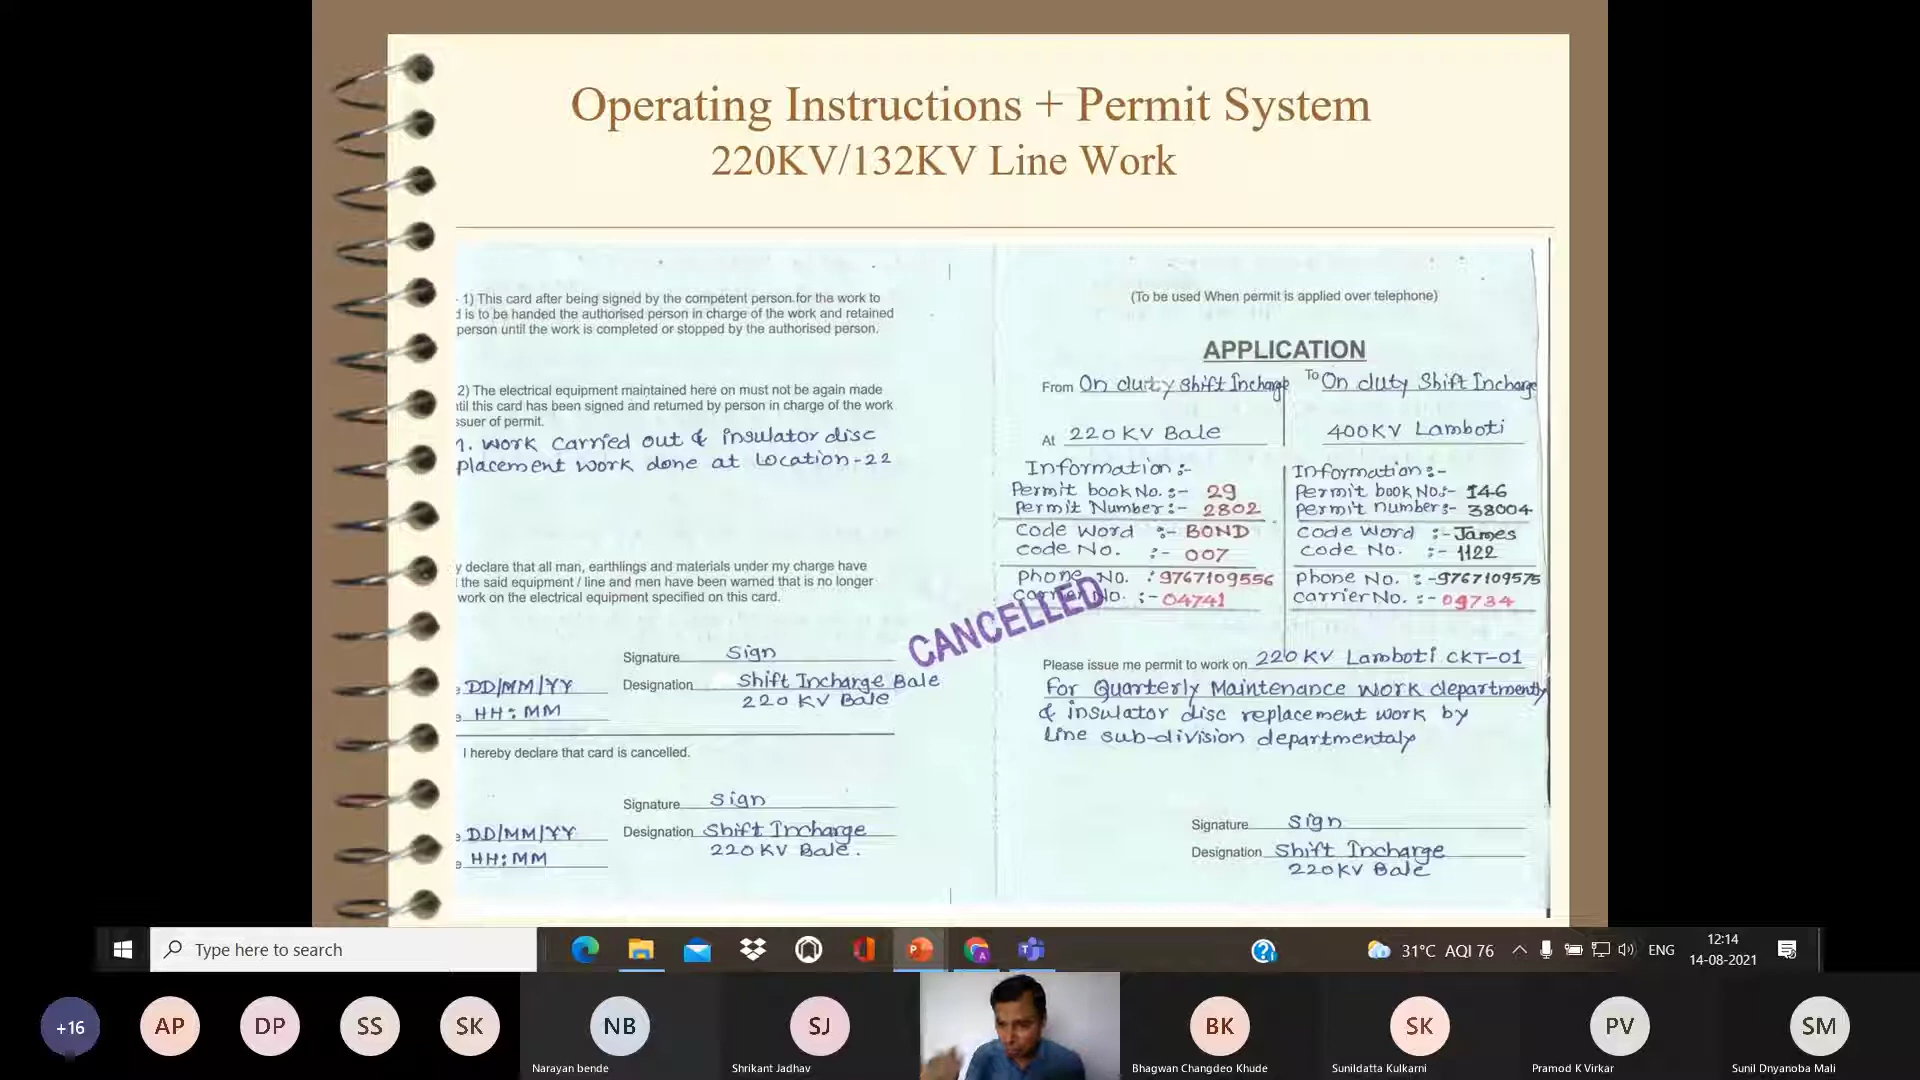 Operating Instructions + Permit System
220KV/132KV Line Work
1) This card after being signed by the competent person for the work to
d is to be handed the authorised person in charge of the work and retained
person until the work is completed or stopped by the authorised person.
2) The electrical equipment maintained here on must not be again made
til this card has been signed and returned by person in charge of the work
ssuer of permit.
1. Work Carried out & insulator disc
placement work done at Location-22
y declare that all man, earthlings and materials under my charge have
the said equipment / line and men have been warned that is no longer
work on the electrical equipment specified on this card.
Signature Sign
DD/MM/YY Designation Shift Incharge Bale
220 KV Bale
HH:MM
I hereby declare that card is cancelled.
Signature Sign
DD/MM/YY Designation Shift Incharge
220KV Bale.
HH:MM
CANCELLED
(To be used When permit is applied over telephone)
APPLICATION
From On duty Shift Incharge To On duty Shift Incharge
At 220KV Bale 400KV Lamboti
Information :- Information :-
Permit book No. :- 29 Permit book No:- 146
Permit Number :- 2802 Permit number:- 38004
Code Word :- BOND Code Word :- James
Code No. :- 007 Code No. :- 1122
Phone No. : 9767109556 Phone No. :-9767109575
Carrier No. :- 04741 Carrier No. :- 09734
Please issue me permit to work on 220KV Lamboti CKT-01
for Quarterly Maintenance work departmently
& insulator disc replacement work by
line sub-division departmentaly
Signature Sign
Designation Shift Incharge
220KV Bale
Type here to search
31°C AQI 76
ENG
12:14
14-08-2021
+16
AP
DP
SS
SK
NB
SJ
BK
SK
PV
SM
Narayan bende
Shrikant Jadhav
Bhagwan Changdeo Khude
Sunildatta Kulkarni
Pramod K Virkar
Sunil Dnyanoba Mali